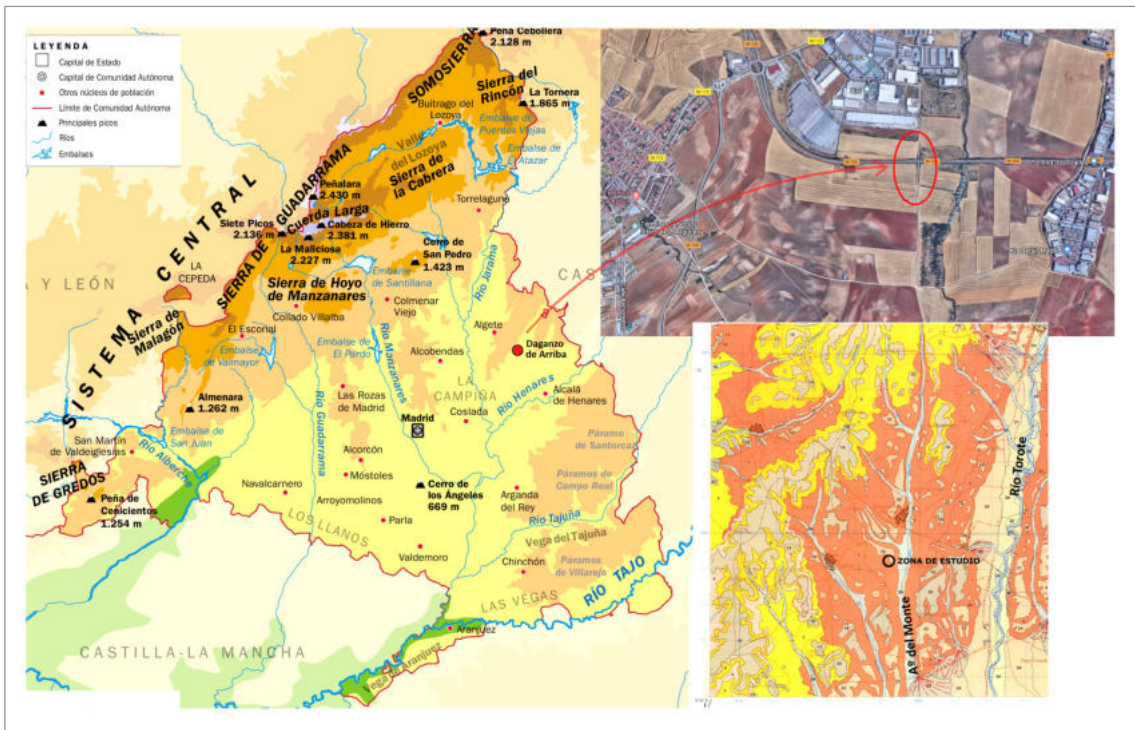 LEYENDA
Capital de Estado
Capital de Comunidad Autónoma
Otros núcleos de población
Límite de Comunidad Autónoma
Principales picos
Ríos
Embalses
Peña Cebollera
2.128 m
SOMOSIERRA
Sierra del
Rincón
La Tornera
1.865 m
Buitrago del
Lozoya
Embalse de
Puentes Viejas
Embalse de
El Atazar
Valle
del Lozoya
Sierra de
la Cabrera
SISTEMA CENTRAL
SIERRA DE GUADARRAMA
Peñalara
2.430 m
Cuerda Larga
Siete Picos
2.136 m
Cabeza de Hierro
2.381 m
La Maliciosa
2.227 m
Torrelaguna
Cerro de
San Pedro
1.423 m
Río Jarama
CAS
A Y LEÓN
LA
CEPEDA
Sierra de Hoyo
de Manzanares
Embalse
de Santillana
Sierra de
Malagón
Collado Villalba
Colmenar
Viejo
El Escorial
Embalse
de Valmayor
Embalse de
El Pardo
Río Manzanares
Algete
Daganzo
de Arriba
Alcobendas
LA
CAMPIÑA
Río Henares
Alcalá
de Henares
Almenara
1.262 m
Las Rozas
de Madrid
Río Guadarrama
Madrid
Coslada
San Martín
de Valdeiglesias
Embalse de
San Juan
Río Alberche
Alcorcón
Móstoles
Páramo
de Santorcaz
SIERRA
DE GREDOS
Navalcarnero
Arroyomolinos
Cerro de
los Ángeles
669 m
Páramos de
Campo Real
Arganda
del Rey
Peña de
Cenicientos
1.254 m
LOS LLANOS
Parla
Río Tajuña
Vega del Tajuña
Valdemoro
Chinchón
Páramos
de Villarejo
LAS VEGAS
RÍO TAJO
Aranjuez
Vega de Aranjuez
CASTILLA-LA MANCHA
ZONA DE ESTUDIO
Río Torote
Aº del Monte